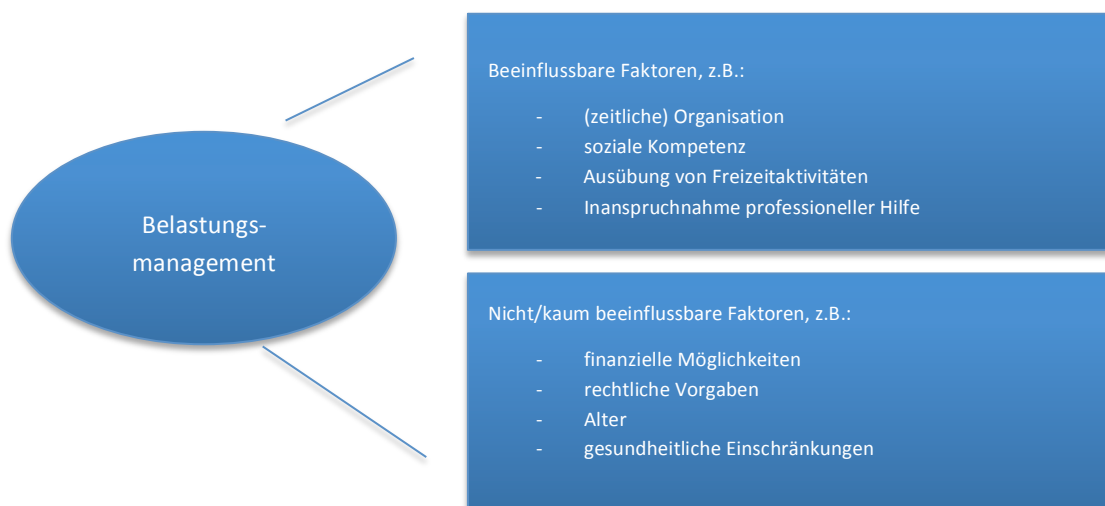 Belastungs-
management
Beeinflussbare Faktoren, z.B.:
- (zeitliche) Organisation
- soziale Kompetenz
- Ausübung von Freizeitaktivitäten
- Inanspruchnahme professioneller Hilfe
Nicht/kaum beeinflussbare Faktoren, z.B.:
- finanzielle Möglichkeiten
- rechtliche Vorgaben
- Alter
- gesundheitliche Einschränkungen